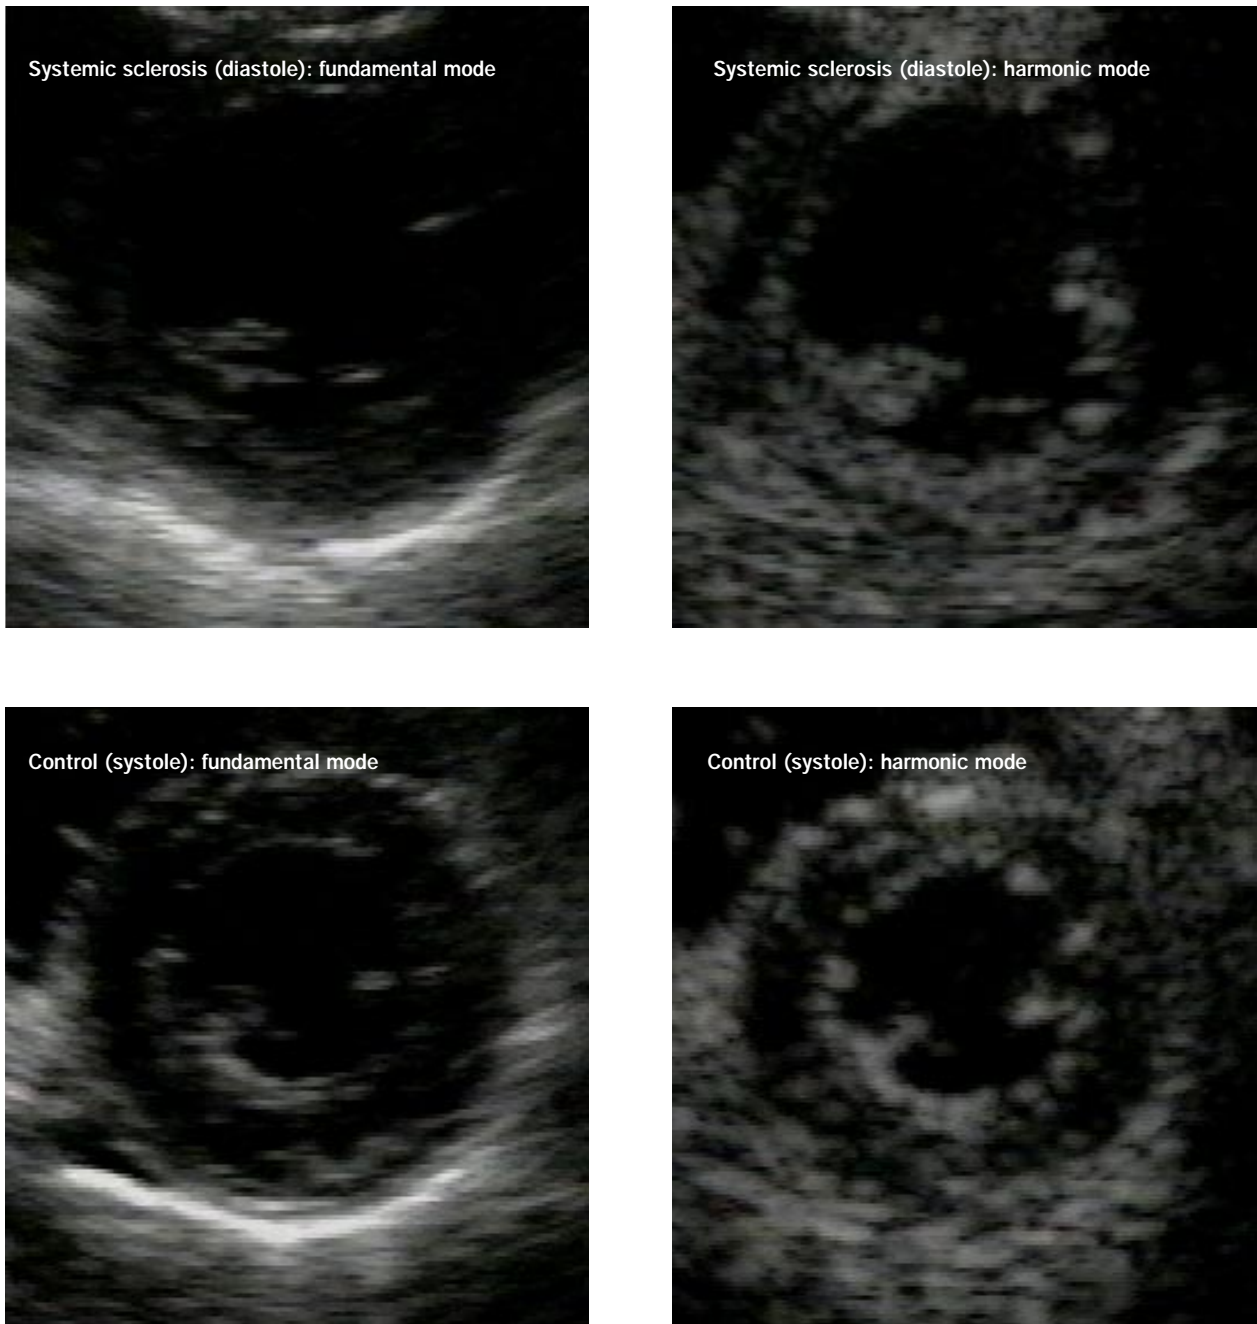 Systemic sclerosis (diastole): fundamental mode
Systemic sclerosis (diastole): harmonic mode
Control (systole): fundamental mode
Control (systole): harmonic mode